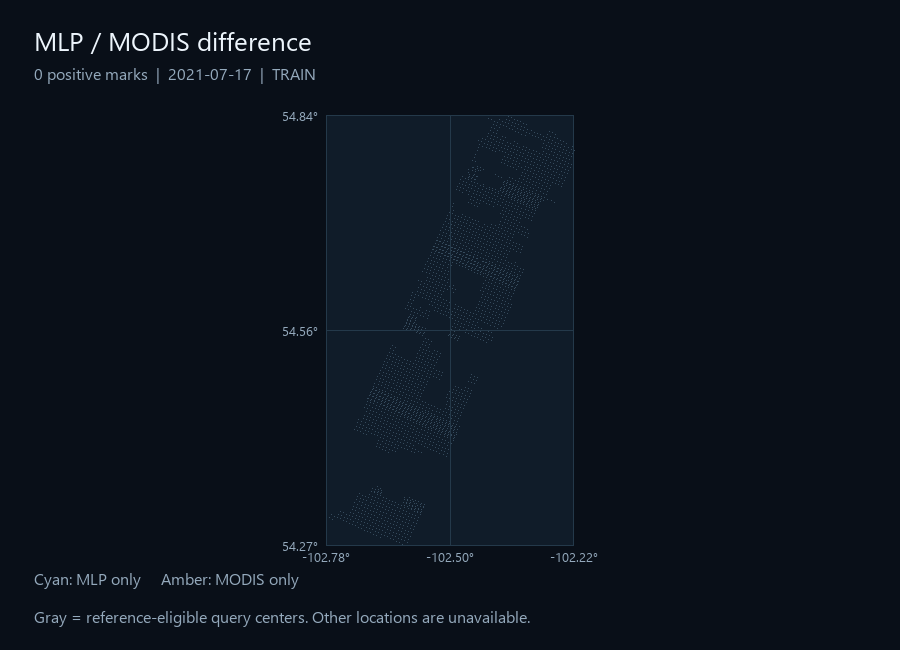 MLP / MODIS difference
0 positive marks | 2021-07-17 | TRAIN
54.84°
54.56°
54.27°
-102.78° -102.50° -102.22°
Cyan: MLP only Amber: MODIS only
Gray = reference-eligible query centers. Other locations are unavailable.